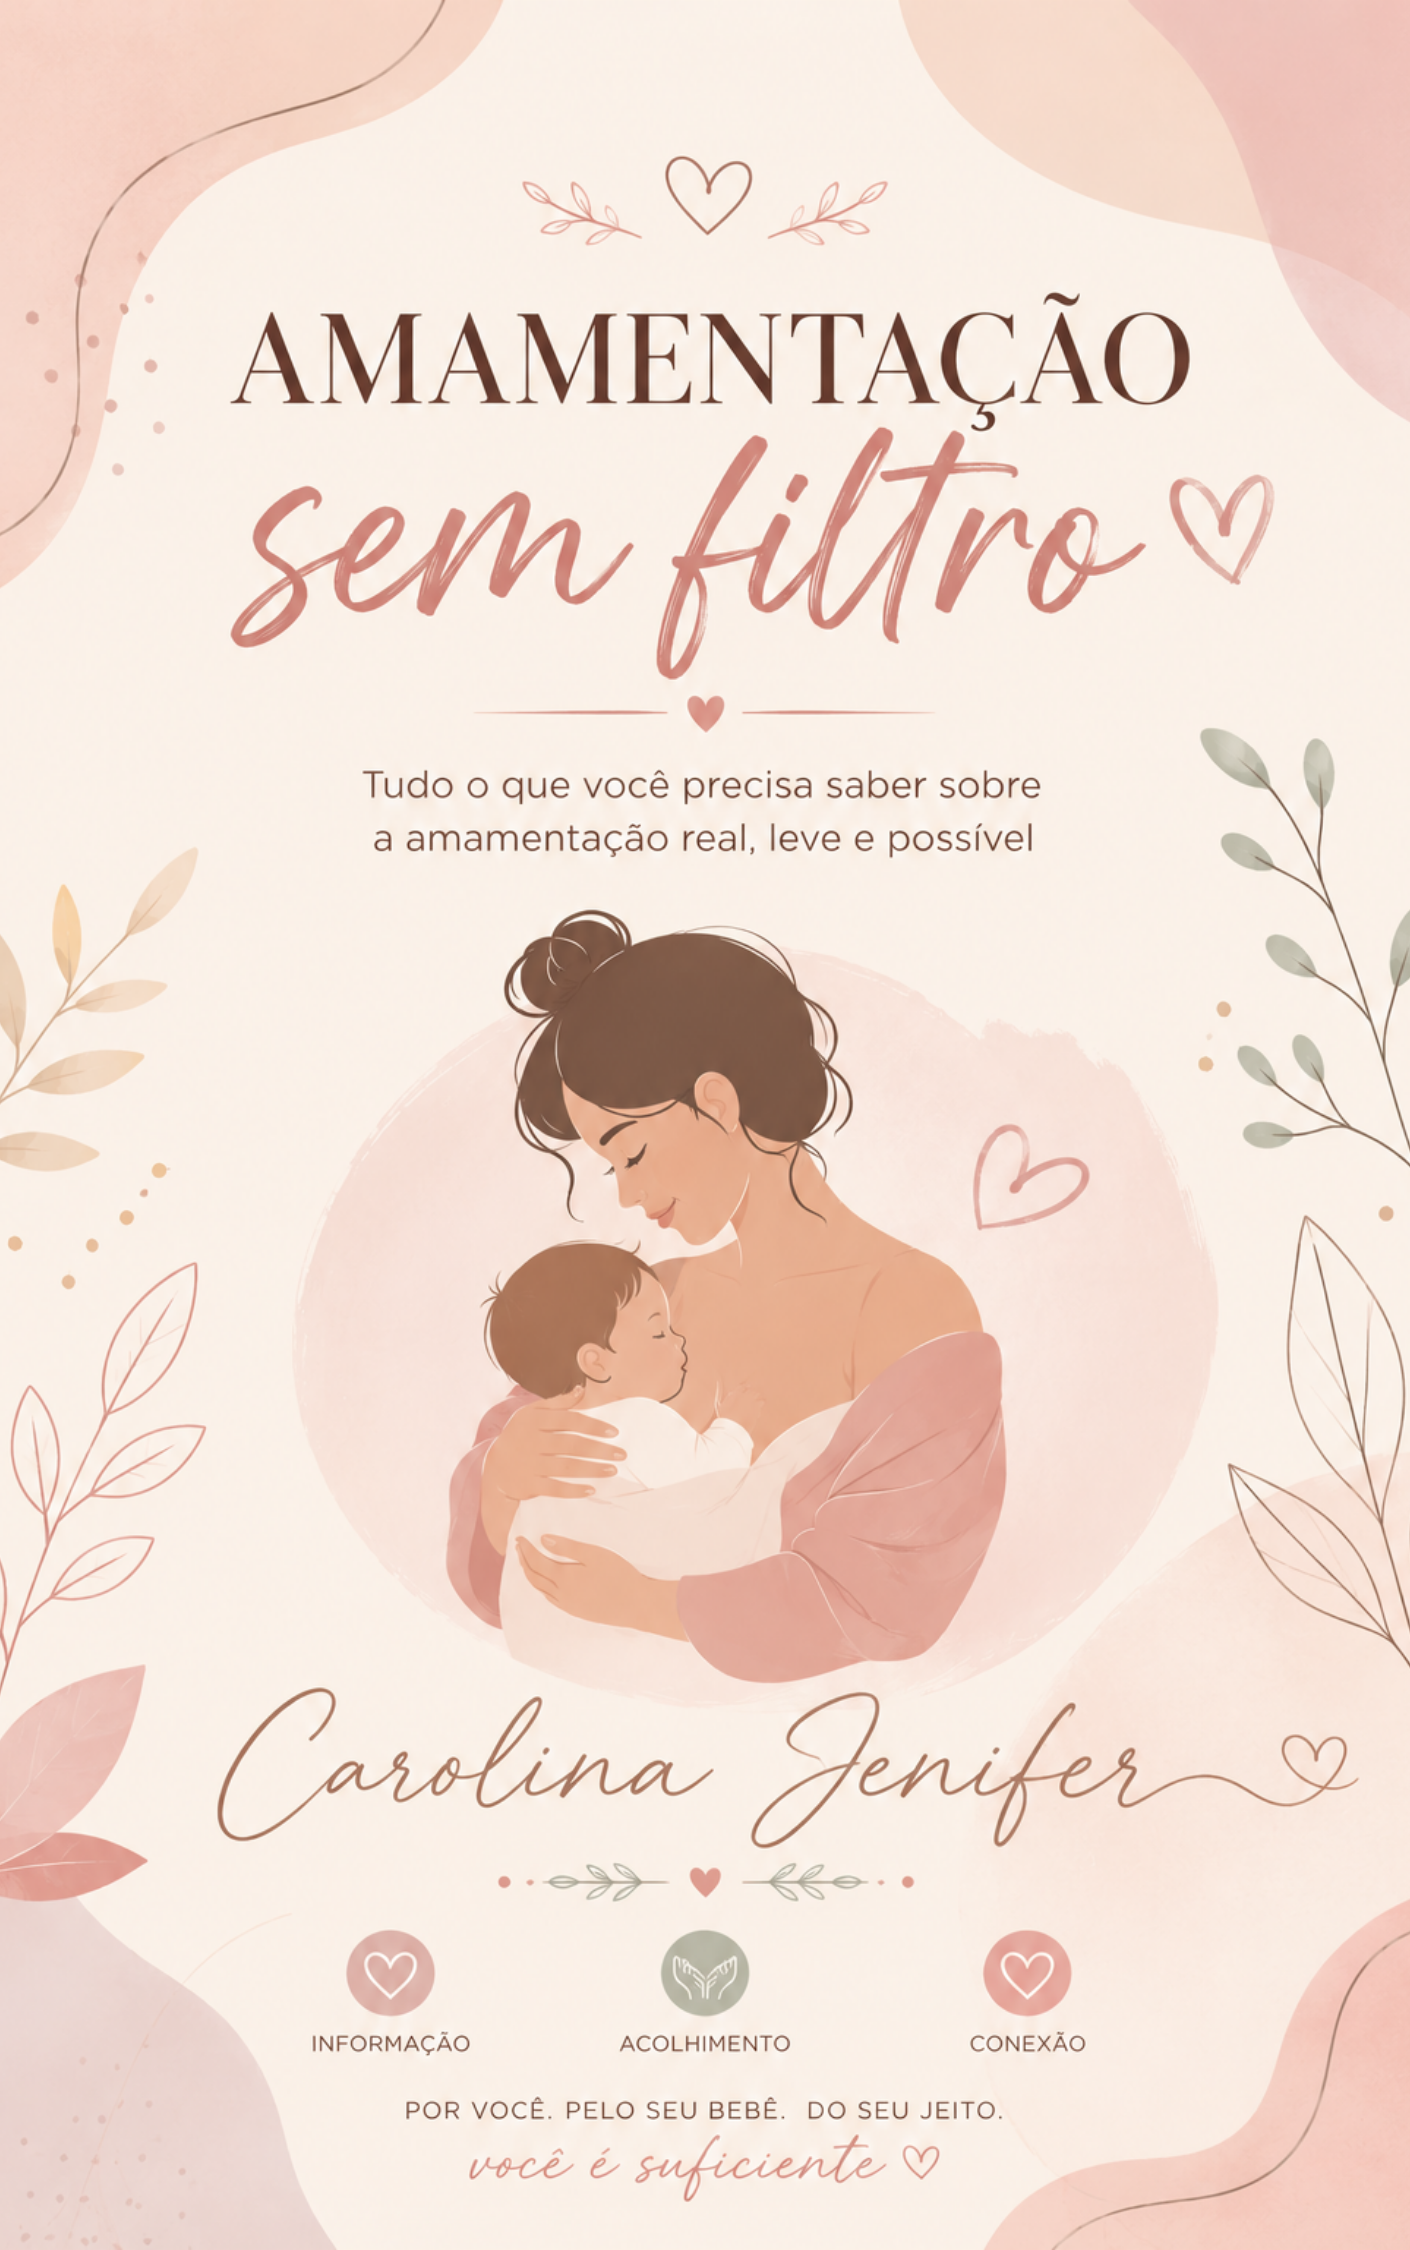 AMAMENTAÇÃO
sem filtro
Tudo o que você precisa saber sobre
a amamentação real, leve e possível
Carolina Jenifer
INFORMAÇÃO ACOLHIMENTO CONEXÃO
POR VOCÊ. PELO SEU BEBÊ. DO SEU JEITO.
você é suficiente